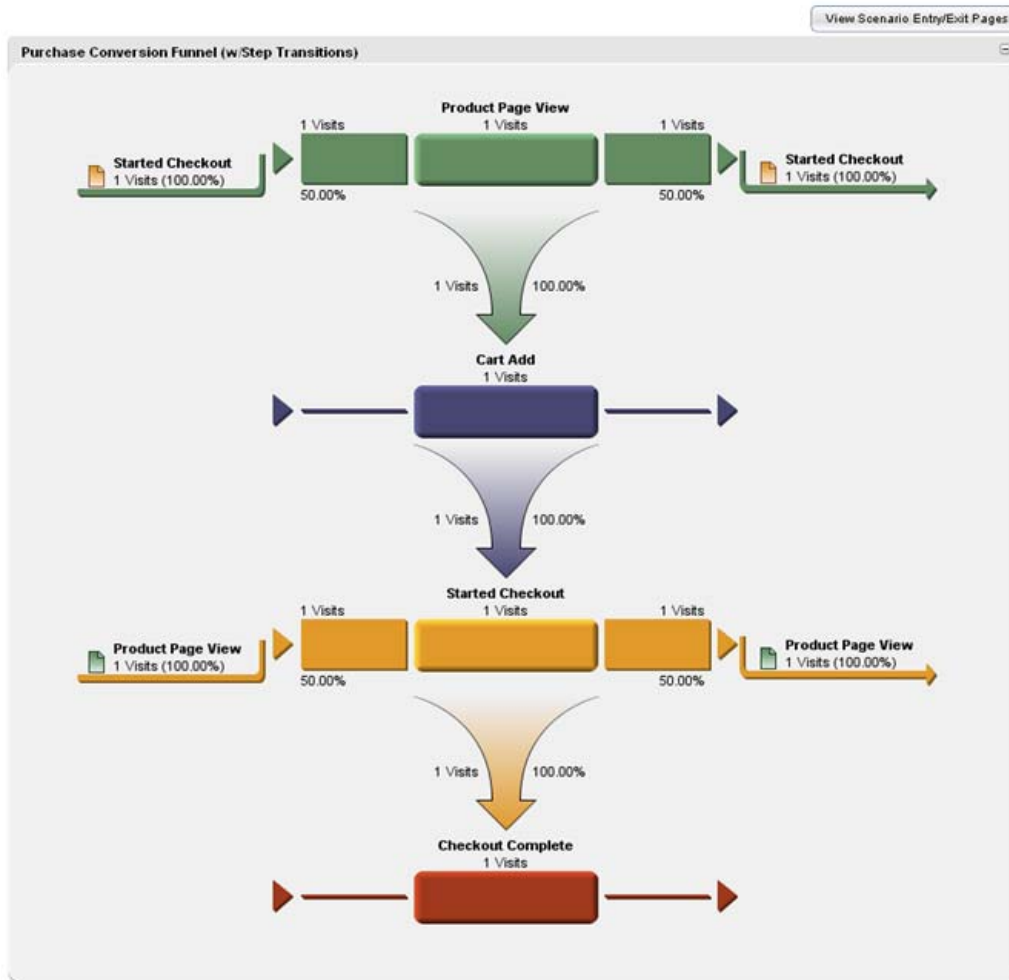 View Scenario Entry/Exit Pages
Purchase Conversion Funnel (w/Step Transitions)
Product Page View
1 Visits
1 Visits
1 Visits
Started Checkout
1 Visits (100.00%)
Started Checkout
1 Visits (100.00%)
50.00%
50.00%
1 Visits
100.00%
Cart Add
1 Visits
1 Visits
100.00%
Started Checkout
1 Visits
1 Visits
1 Visits
Product Page View
1 Visits (100.00%)
Product Page View
1 Visits (100.00%)
50.00%
50.00%
1 Visits
100.00%
Checkout Complete
1 Visits